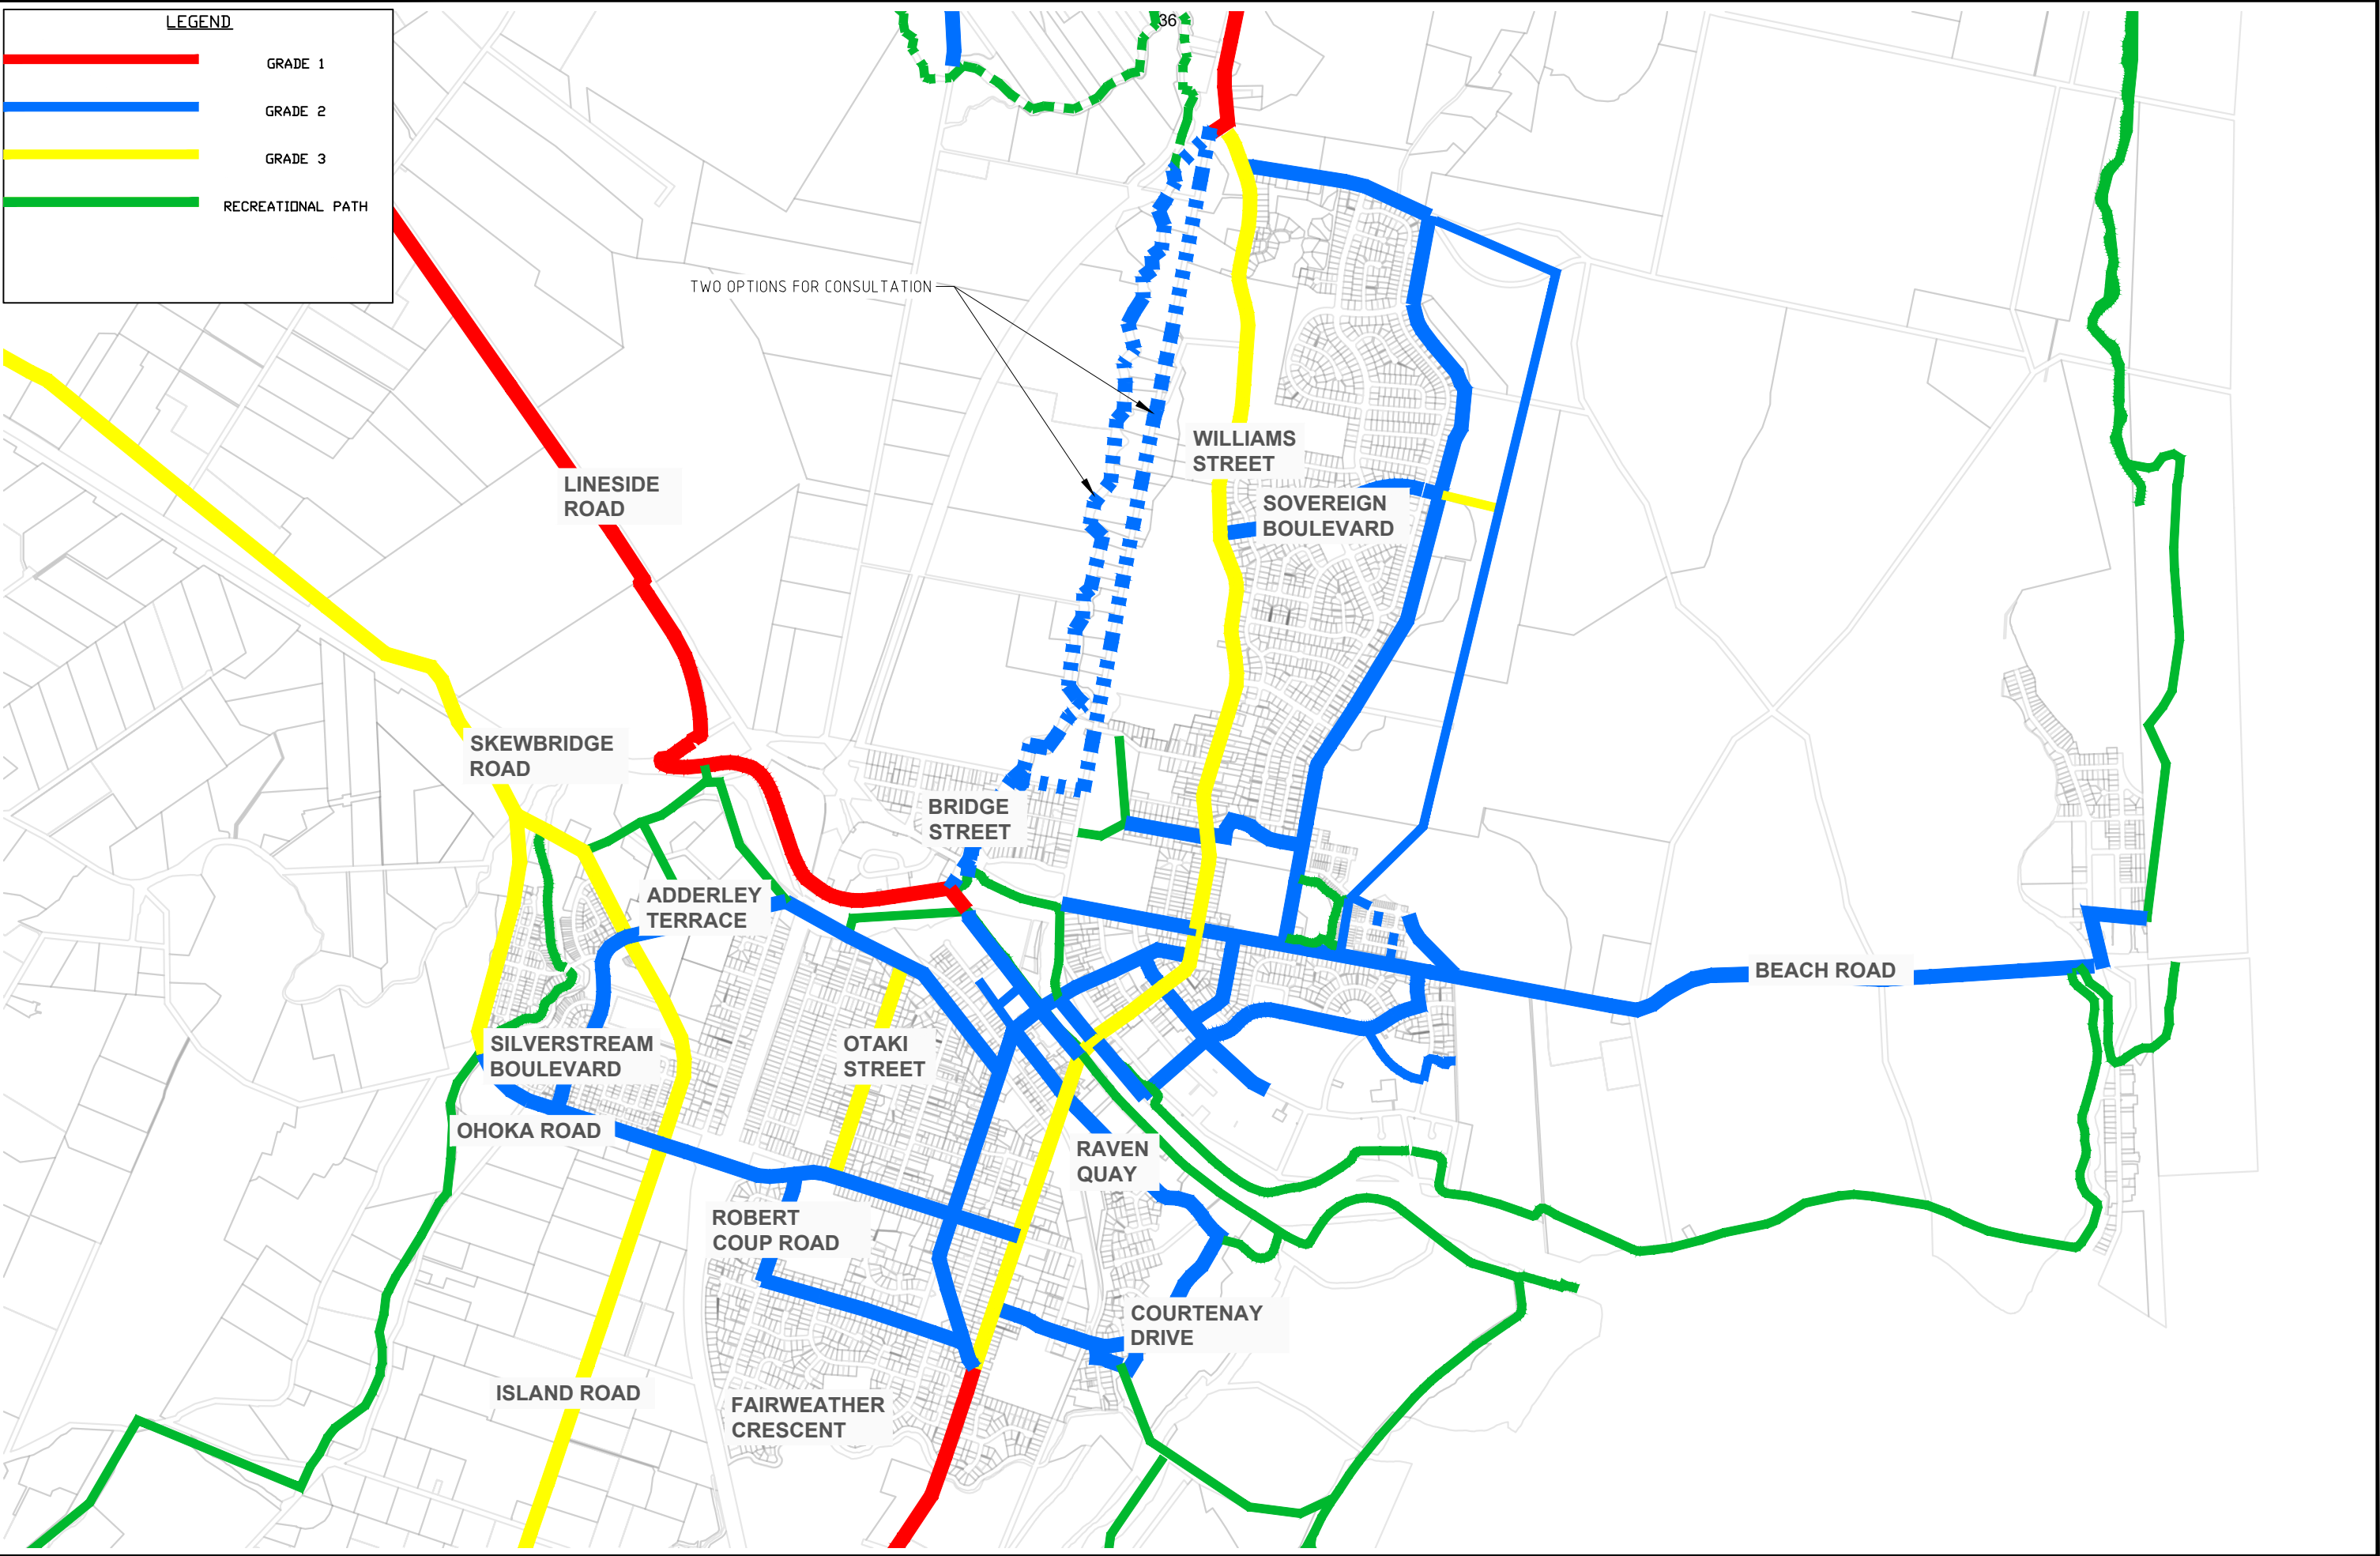 LEGEND
GRADE 1
GRADE 2
GRADE 3
RECREATIONAL PATH
36
TWO OPTIONS FOR CONSULTATION
WILLIAMS
STREET
LINESIDE
ROAD
SOVEREIGN
BOULEVARD
SKEWBRIDGE
ROAD
BRIDGE
STREET
ADDERLEY
TERRACE
BEACH ROAD
SILVERSTREAM
BOULEVARD
OTAKI
STREET
OHOKA ROAD
RAVEN
QUAY
ROBERT
COUP ROAD
COURTENAY
DRIVE
ISLAND ROAD
FAIRWEATHER
CRESCENT